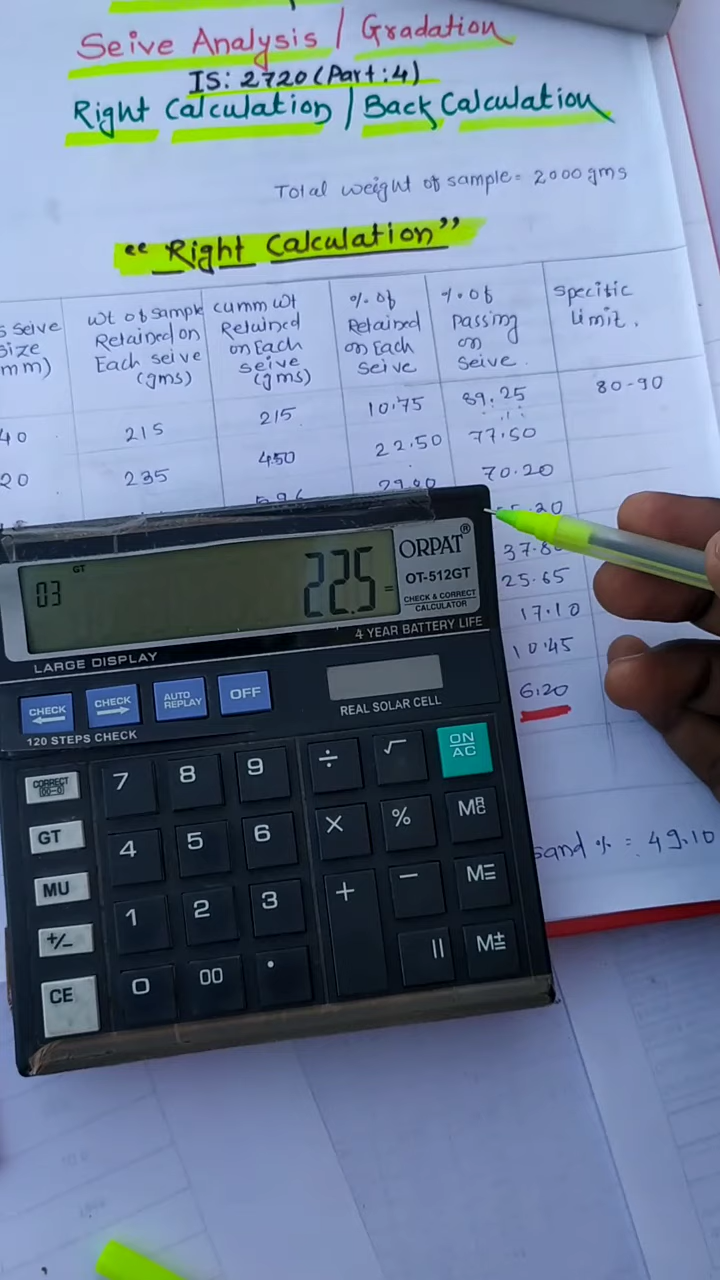 Seive Analysis / Gradation
IS: 2720 (Part: 4)
Right Calculation / Back Calculation
Total weight of sample = 2000 gms
“ Right Calculation ”
Seive size (mm)
wt of sample Retained on Each seive (gms)
cumm wt Retained on Each seive (gms)
%. of Retained on Each seive
%. of Passing on Seive.
Specific limit.
40 215 215 10.75 89.25 80-90
20 235 450 22.50 77.50
70.20
37.8
25.65
17.10
10.45
6.20
sand % = 49.10
03 GT 22.5 =
ORPAT®
OT-512GT
CHECK & CORRECT
CALCULATOR
4 YEAR BATTERY LIFE
LARGE DISPLAY
CHECK ← CHECK → AUTO REPLAY OFF
120 STEPS CHECK
REAL SOLAR CELL
CORRECT 00→0 7 8 9 ÷ √ ON AC
GT 4 5 6 X % MRC
MU 1 2 3 + − M=
+/− 0 00 . = M±
CE